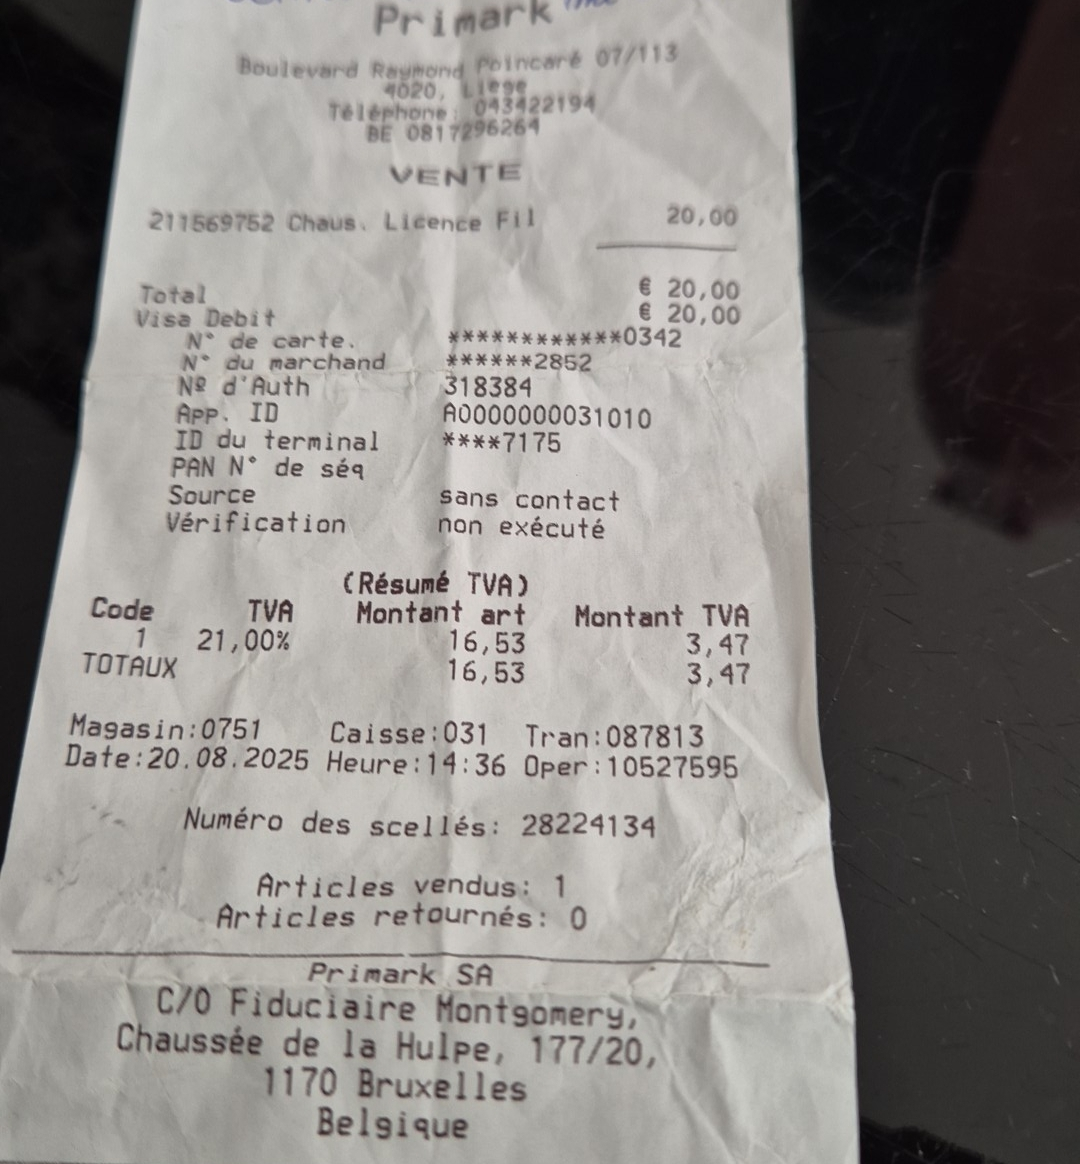 Primark
Boulevard Raymond Poincaré 07/113
4020, Liege
Téléphone: 043422194
BE 0817296264
VENTE
211569752 Chaus. Licence Fil 20,00
Total € 20,00
Visa Debit € 20,00
N° de carte. ************0342
N° du marchand ******2852
Nº d'Auth 318384
App. ID A0000000031010
ID du terminal ****7175
PAN N° de séq
Source sans contact
Vérification non exécuté
(Résumé TVA)
Code TVA Montant art Montant TVA
1 21,00% 16,53 3,47
TOTAUX 16,53 3,47
Magasin:0751 Caisse:031 Tran:087813
Date:20.08.2025 Heure:14:36 Oper:10527595
Numéro des scellés: 28224134
Articles vendus: 1
Articles retournés: 0
Primark SA
C/O Fiduciaire Montgomery,
Chaussée de la Hulpe, 177/20,
1170 Bruxelles
Belgique